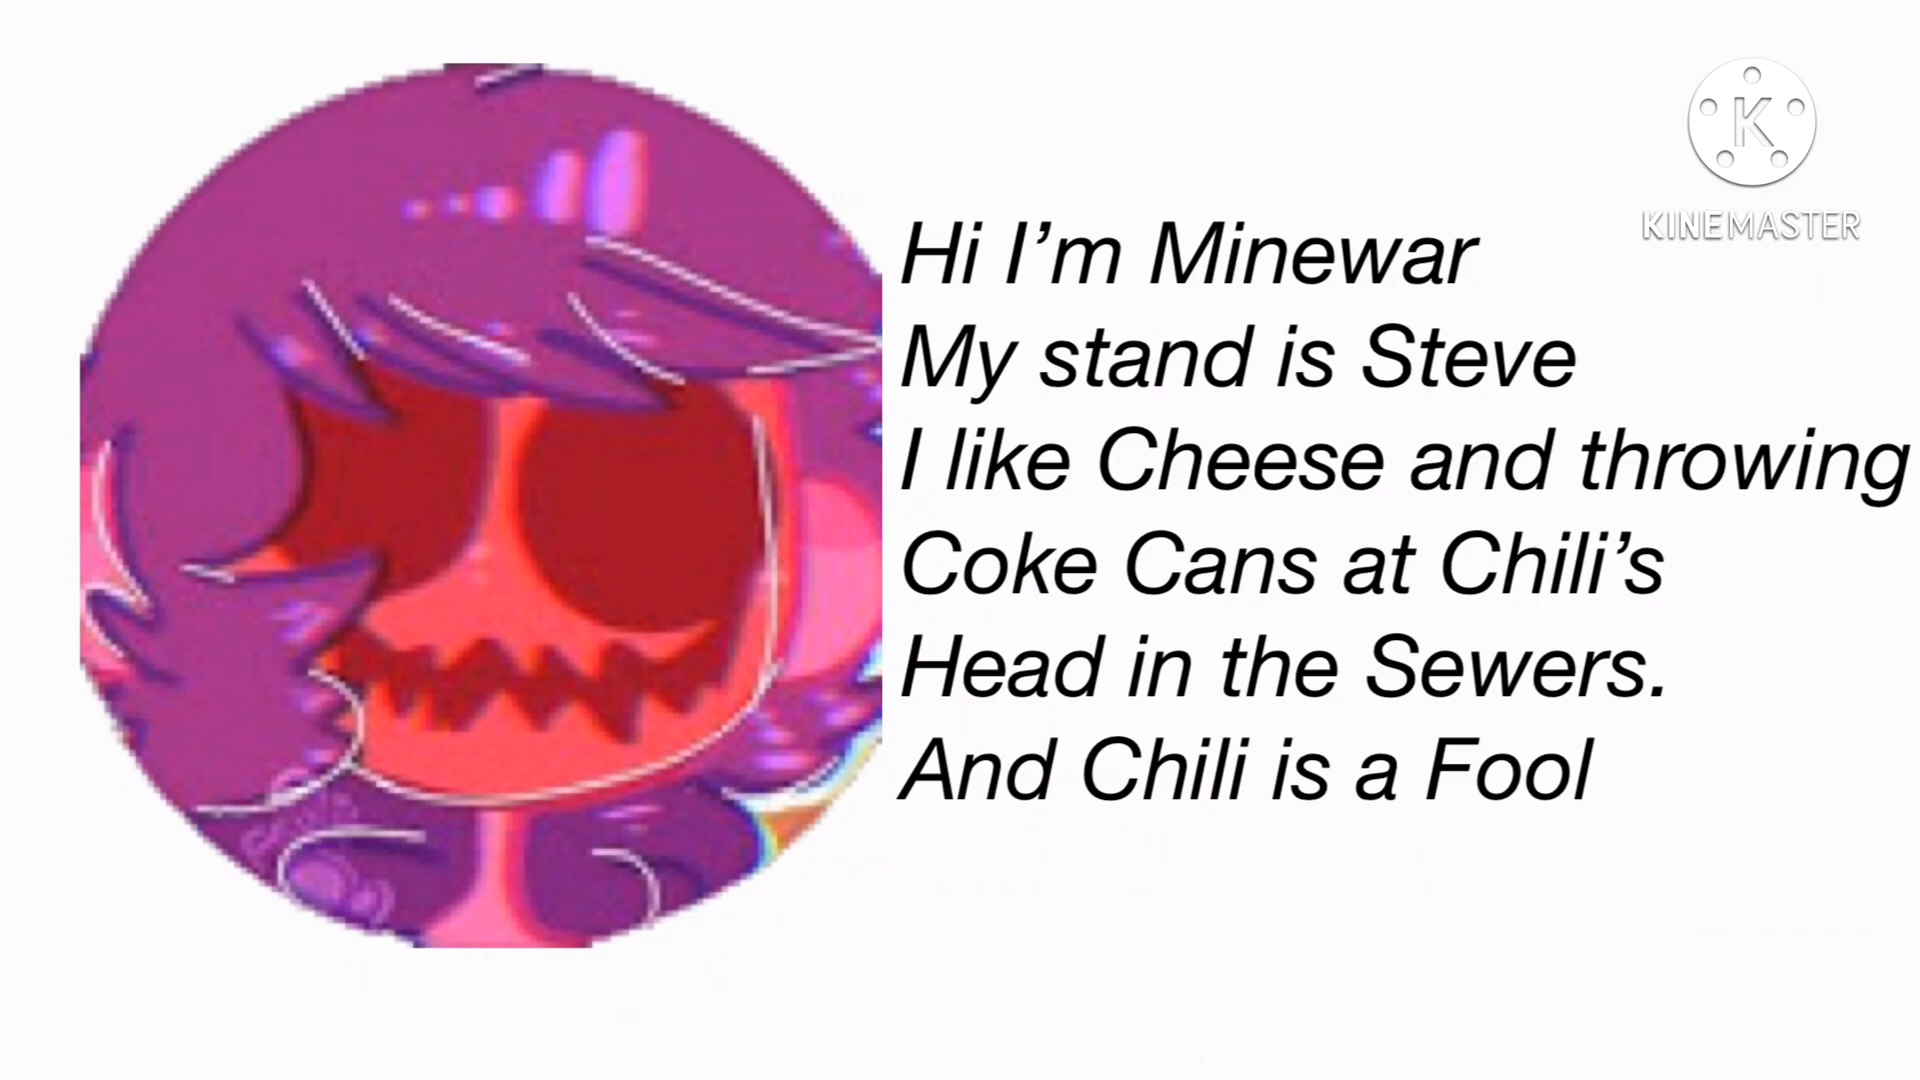 Hi I’m Minewar
My stand is Steve
I like Cheese and throwing
Coke Cans at Chili’s
Head in the Sewers.
And Chili is a Fool
K
KINEMASTER